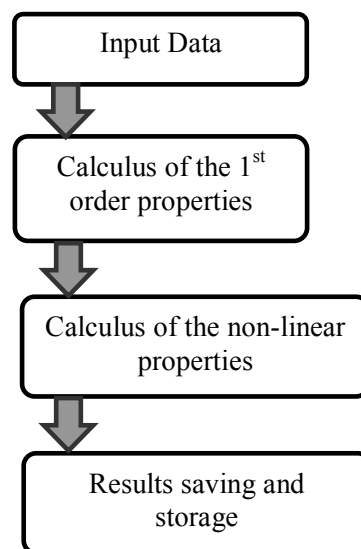 Input Data
Calculus of the 1st
order properties
Calculus of the non-linear
properties
Results saving and
storage